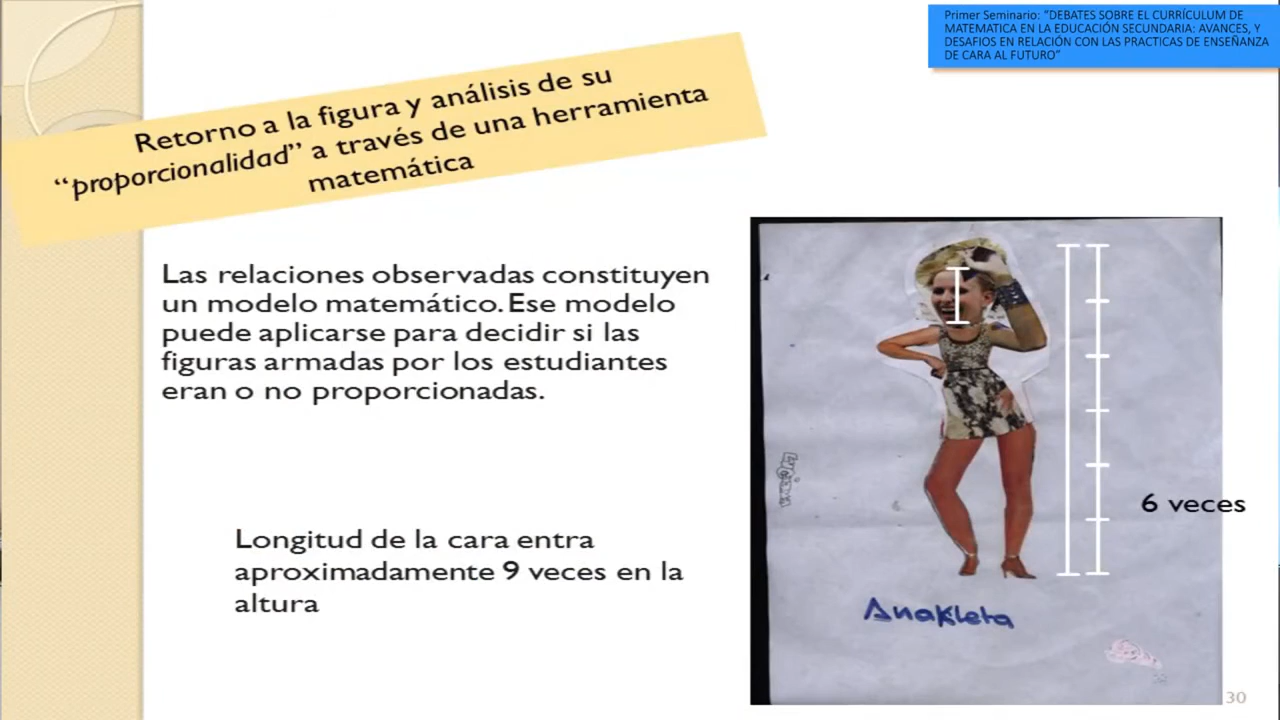 Primer Seminario: “DEBATES SOBRE EL CURRÍCULUM DE
MATEMATICA EN LA EDUCACIÓN SECUNDARIA: AVANCES, Y
DESAFIOS EN RELACIÓN CON LAS PRACTICAS DE ENSEÑANZA
DE CARA AL FUTURO”
Retorno a la figura y análisis de su
“proporcionalidad” a través de una herramienta
matemática
Las relaciones observadas constituyen
un modelo matemático. Ese modelo
puede aplicarse para decidir si las
figuras armadas por los estudiantes
eran o no proporcionadas.
6 veces
Longitud de la cara entra
aproximadamente 9 veces en la
altura
Anakleta
30